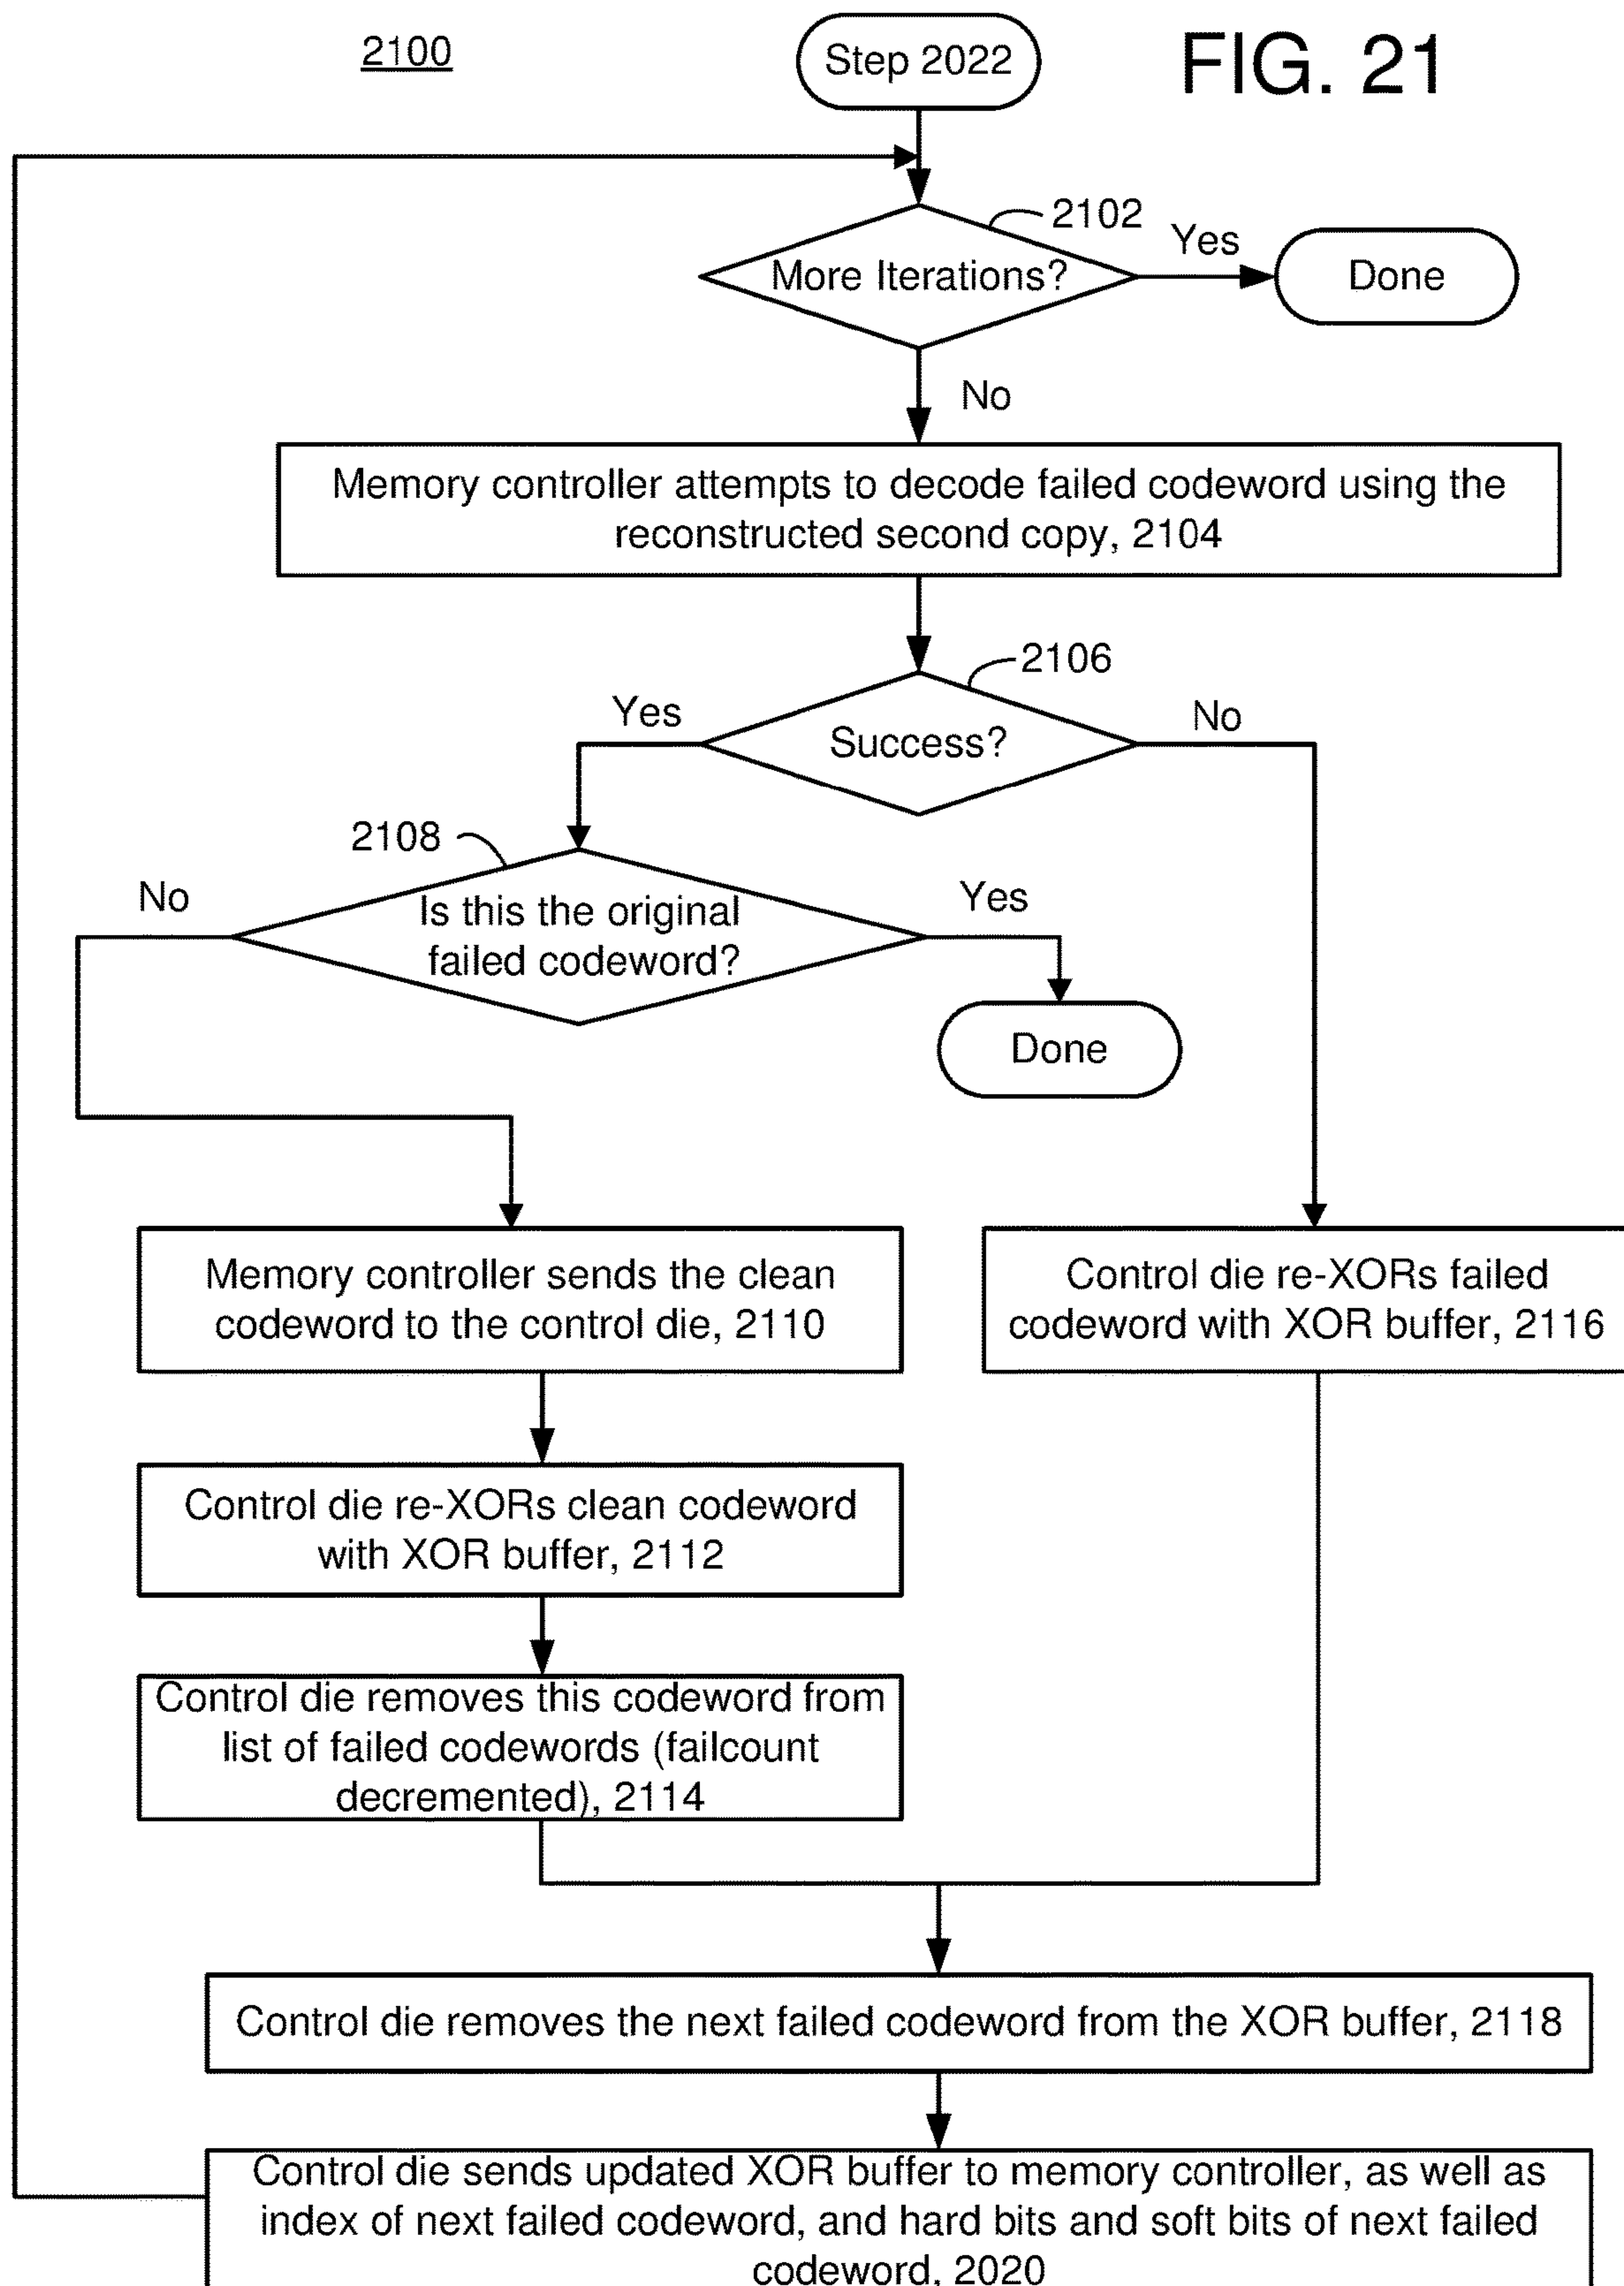 2100
Step 2022
FIG. 21
2102
More Iterations?
Yes
Done
No
Memory controller attempts to decode failed codeword using the
reconstructed second copy, 2104
2106
Yes
Success?
No
2108
No
Is this the original
failed codeword?
Yes
Done
Memory controller sends the clean
codeword to the control die, 2110
Control die re-XORs failed
codeword with XOR buffer, 2116
Control die re-XORs clean codeword
with XOR buffer, 2112
Control die removes this codeword from
list of failed codewords (failcount
decremented), 2114
Control die removes the next failed codeword from the XOR buffer, 2118
Control die sends updated XOR buffer to memory controller, as well as
index of next failed codeword, and hard bits and soft bits of next failed
codeword, 2020